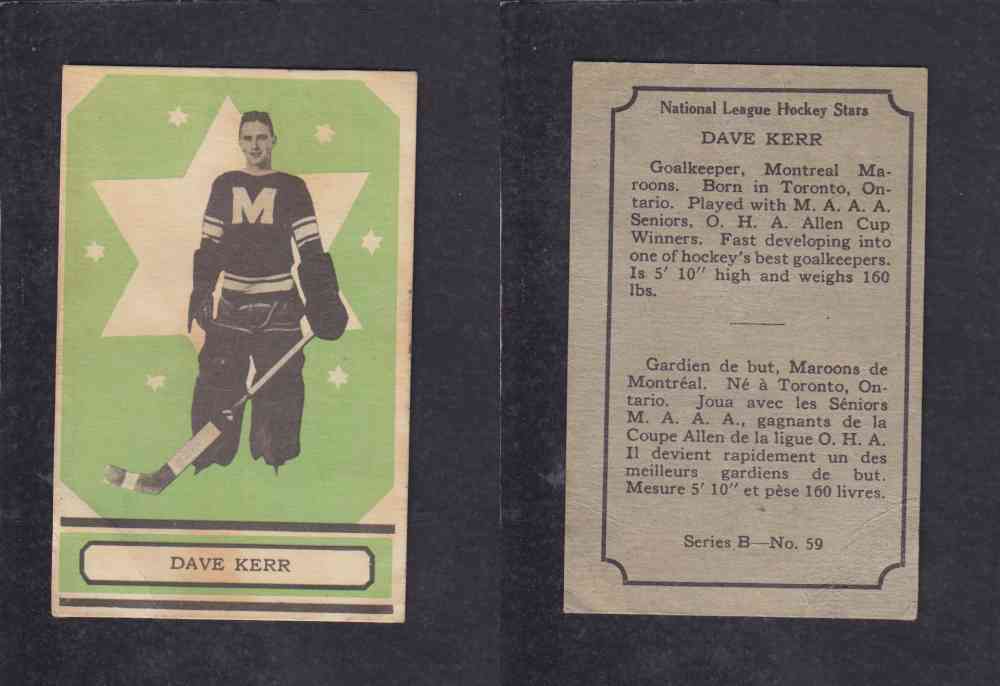 M
DAVE KERR
National League Hockey Stars
DAVE KERR
Goalkeeper, Montreal Ma-
roons. Born in Toronto, On-
tario. Played with M. A. A. A.
Seniors, O. H. A. Allen Cup
Winners. Fast developing into
one of hockey's best goalkeepers.
Is 5' 10" high and weighs 160
lbs.
Gardien de but, Maroons de
Montréal. Né à Toronto, On-
tario. Joua avec les Séniors
M. A. A. A., gagnants de la
Coupe Allen de la ligue O. H. A.
Il devient rapidement un des
meilleurs gardiens de but.
Mesure 5' 10" et pèse 160 livres.
Series B—No. 59